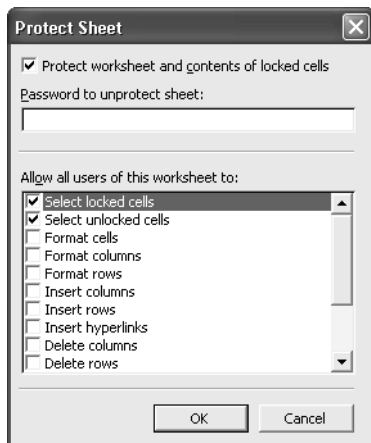 Protect Sheet
Protect worksheet and contents of locked cells
Password to unprotect sheet:
Allow all users of this worksheet to:
Select locked cells
Select unlocked cells
Format cells
Format columns
Format rows
Insert columns
Insert rows
Insert hyperlinks
Delete columns
Delete rows
OK Cancel